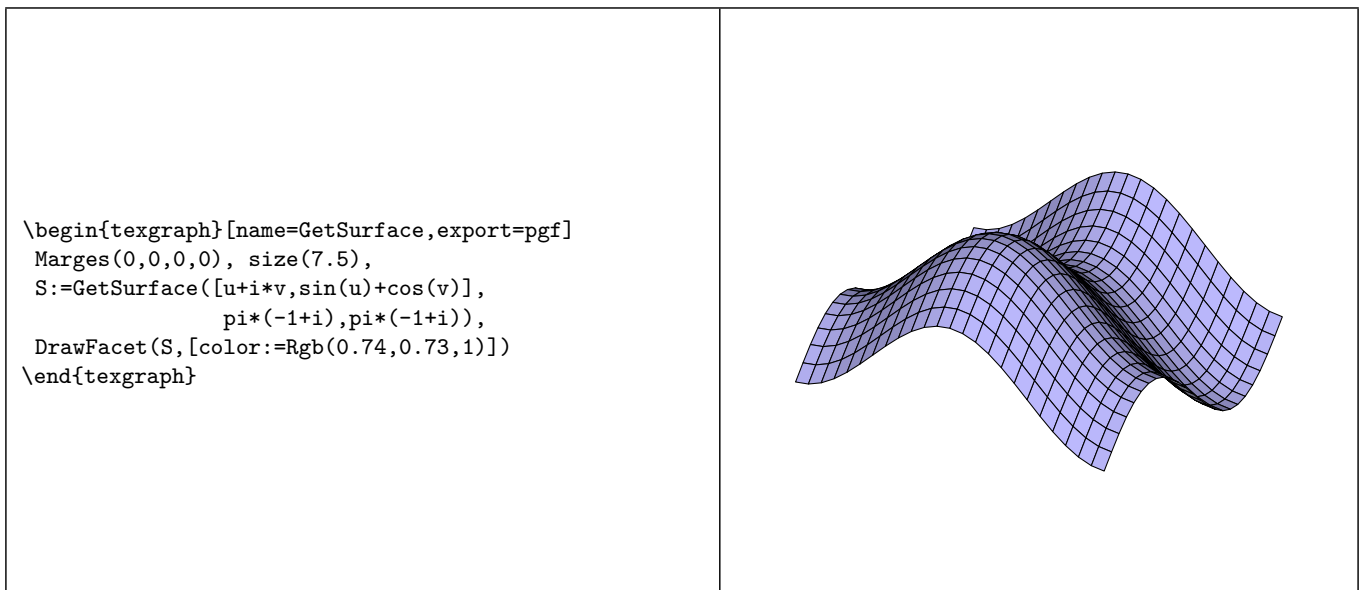 \begin{texgraph}[name=GetSurface,export=pgf]
Marges(0,0,0,0), size(7.5),
S:=GetSurface([u+i*v,sin(u)+cos(v)],
pi*(-1+i),pi*(-1+i)),
DrawFacet(S,[color:=Rgb(0.74,0.73,1)])
\end{texgraph}